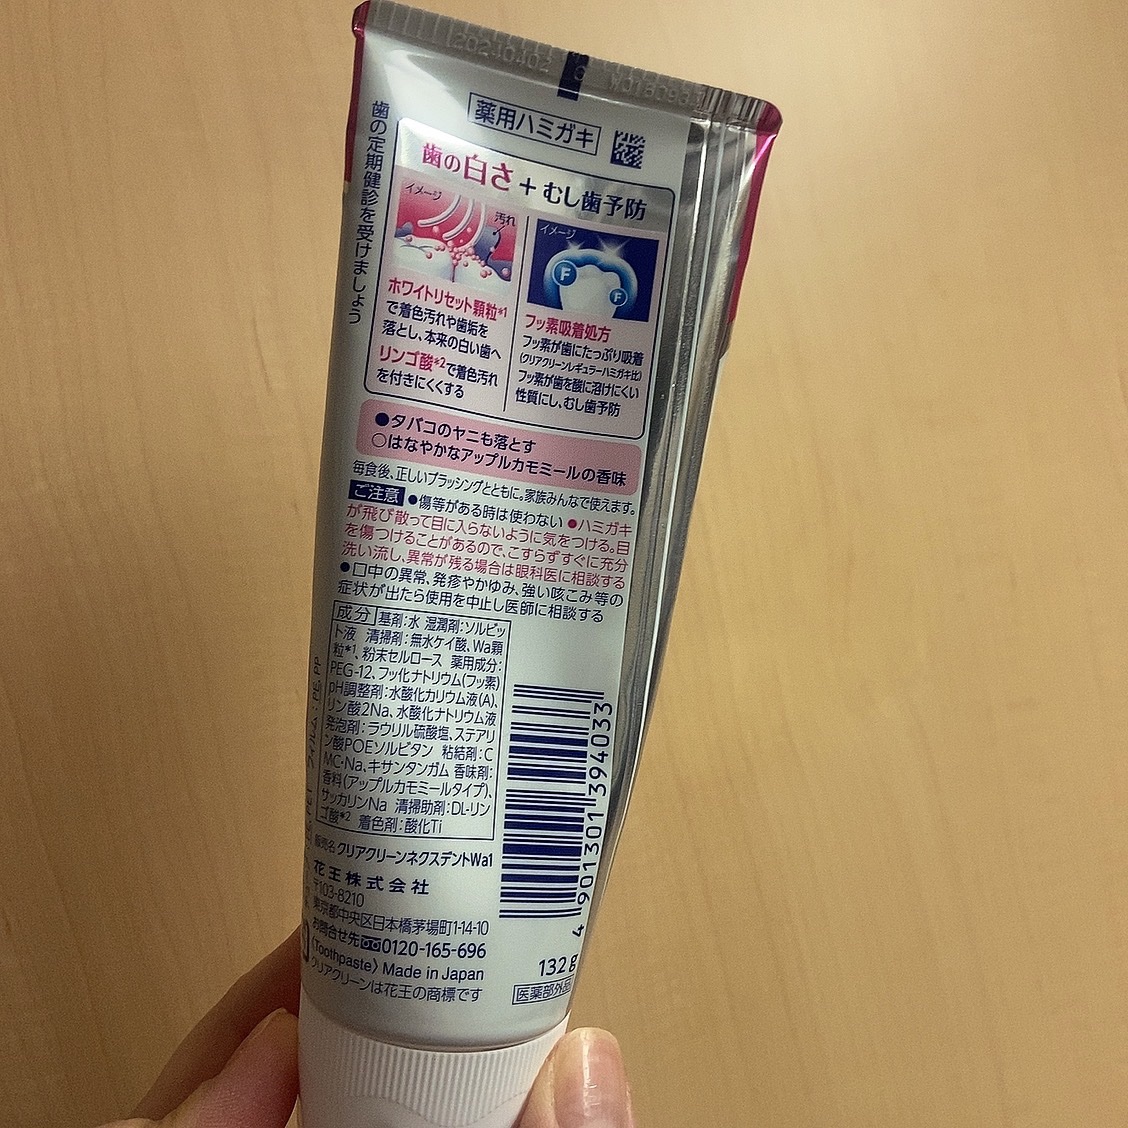 20240402
薬用ハミガキ
歯の定期健診を受けましょう
歯の白さ+むし歯予防
イメージ
汚れ
ホワイトリセット顆粒*1
で着色汚れや歯垢を
落とし、本来の白い歯へ
リンゴ酸*2で着色汚れ
を付きにくくする
イメージ
F
F
フッ素吸着処方
フッ素が歯にたっぷり吸着
(クリアクリーンレギュラーハミガキ比)
フッ素が歯を酸に溶けにくい
性質にし、むし歯予防
●タバコのヤニも落とす
○はなやかなアップルカモミールの香味
毎食後、正しいブラッシングとともに。家族みんなで使えます。
ご注意 ●傷等がある時は使わない ●ハミガキ
が飛び散って目に入らないように気をつける。目
を傷つけることがあるので、こすらずすぐに充分
洗い流し、異常が残る場合は眼科医に相談する
●口中の異常、発疹やかゆみ、強い咳こみ等の
症状が出たら使用を中止し医師に相談する
成分 基剤:水 湿潤剤:ソルビッ
ト液 清掃剤:無水ケイ酸、Wa顆
粒*1、粉末セルロース 薬用成分:
PEG-12、フッ化ナトリウム(フッ素)
pH調整剤:水酸化カリウム液(A)、
リン酸2Na、水酸化ナトリウム液
発泡剤:ラウリル硫酸塩、ステアリ
ン酸POEソルビタン 粘結剤:C
MC・Na、キサンタンガム 香味剤:
香料(アップルカモミールタイプ)、
サッカリンNa 清掃助剤:DL-リン
ゴ酸*2 着色剤:酸化Ti
フィルム:PE, PP
販売名 クリアクリーンネクスデントWa1
花王株式会社
〒103-8210
東京都中央区日本橋茅場町1-14-10
お問合せ先 0120-165-696
〈Toothpaste〉 Made in Japan
クリアクリーンは花王の商標です
4 901301 394033
132g
医薬部外品